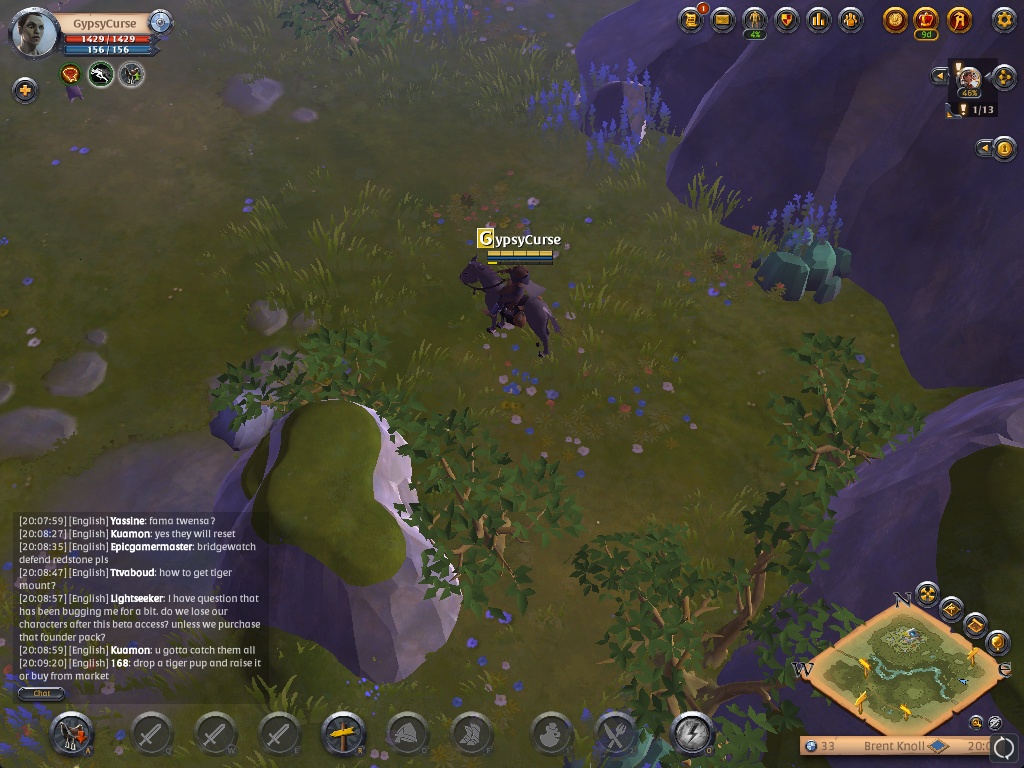 GypsyCurse
1429 / 1429
156 / 156
1
4%
9d
46%
1/13
1
GypsyCurse
[20:07:59] [English] Yassine: fama twensa?
[20:08:27] [English] Kuamon: yes they will reset
[20:08:35] [English] Epicgamermaster: bridgewatch
defend redstone pls
[20:08:47] [English] Ttvaboud: how to get tiger
mount?
[20:08:57] [English] Lightseeker: I have question that
has been bugging me for a bit. do we lose our
characters after this beta access? unless we purchase
that founder pack?
[20:08:59] [English] Kuamon: u gotta catch them all
[20:09:20] [English] 168: drop a tiger pup and raise it
or buy from market
Chat
N
W
E
A
Q
W
E
R
D
F
33
Brent Knoll